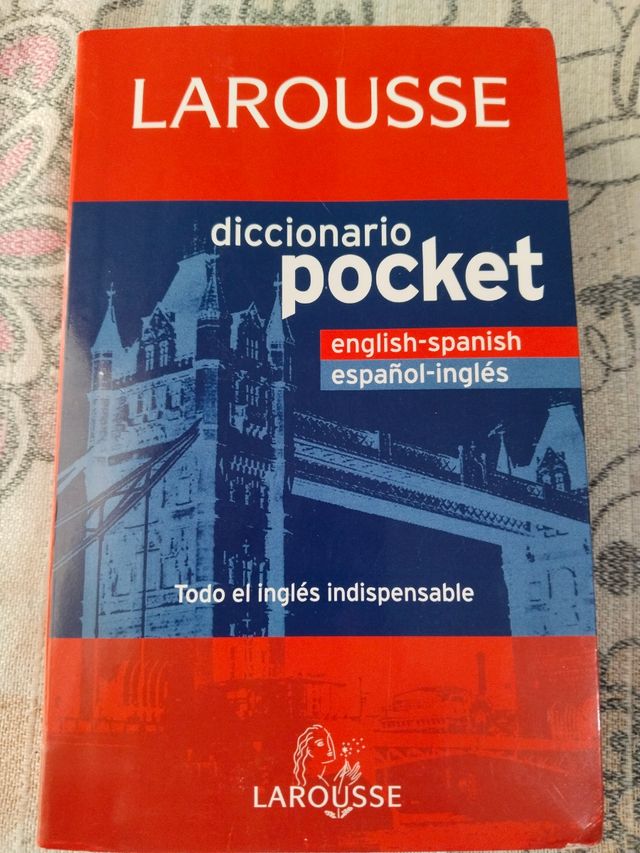 LAROUSSE
diccionario
pocket
english-spanish
español-inglés
Todo el inglés indispensable
LAROUSSE